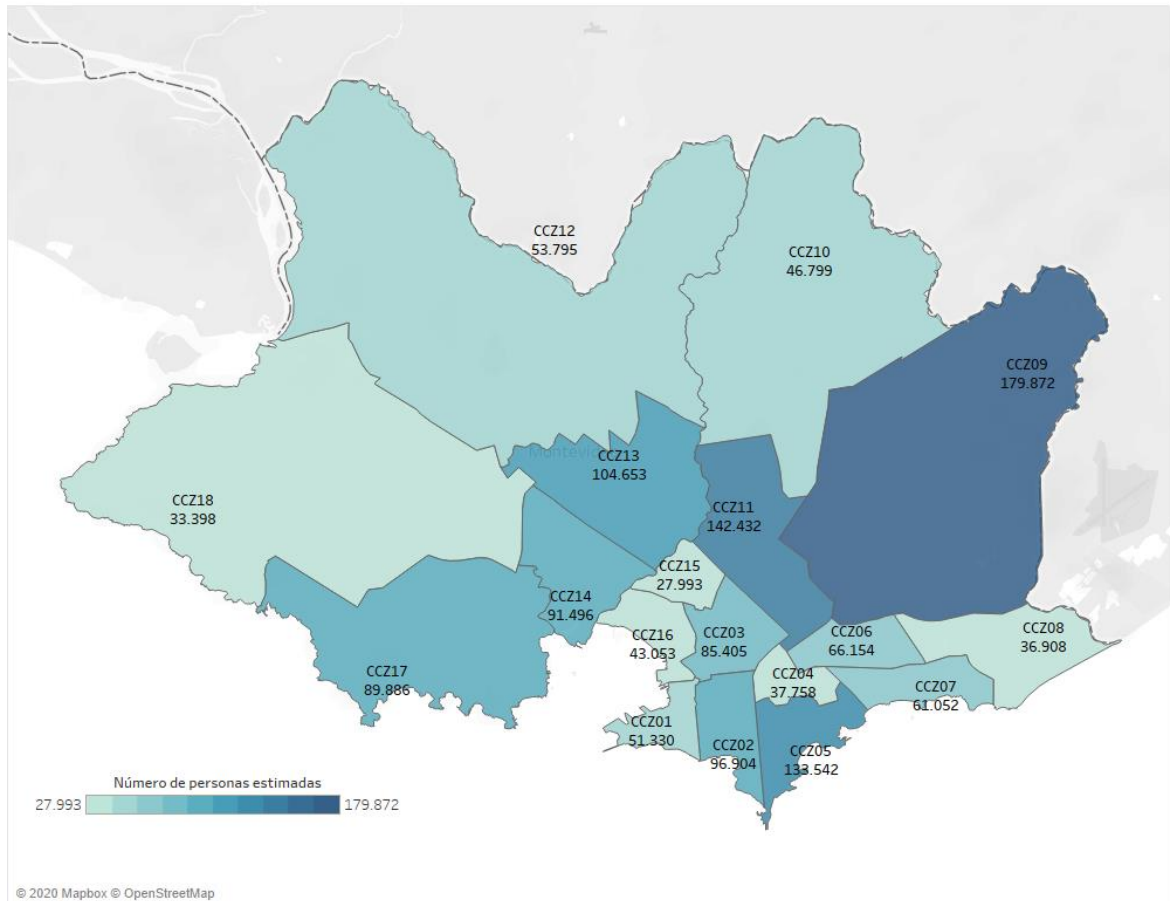 CCZ12
53.795
CCZ10
46.799
CCZ09
179.872
CCZ13
104.653
CCZ18
33.398
CCZ11
142.432
CCZ15
27.993
CCZ14
91.496
CCZ16
43.053
CCZ03
85.405
CCZ06
66.154
CCZ08
36.908
CCZ17
89.886
CCZ04
37.758
CCZ07
61.052
CCZ01
51.330
CCZ02
96.904
CCZ05
133.542
Número de personas estimadas
27.993 179.872
© 2020 Mapbox © OpenStreetMap